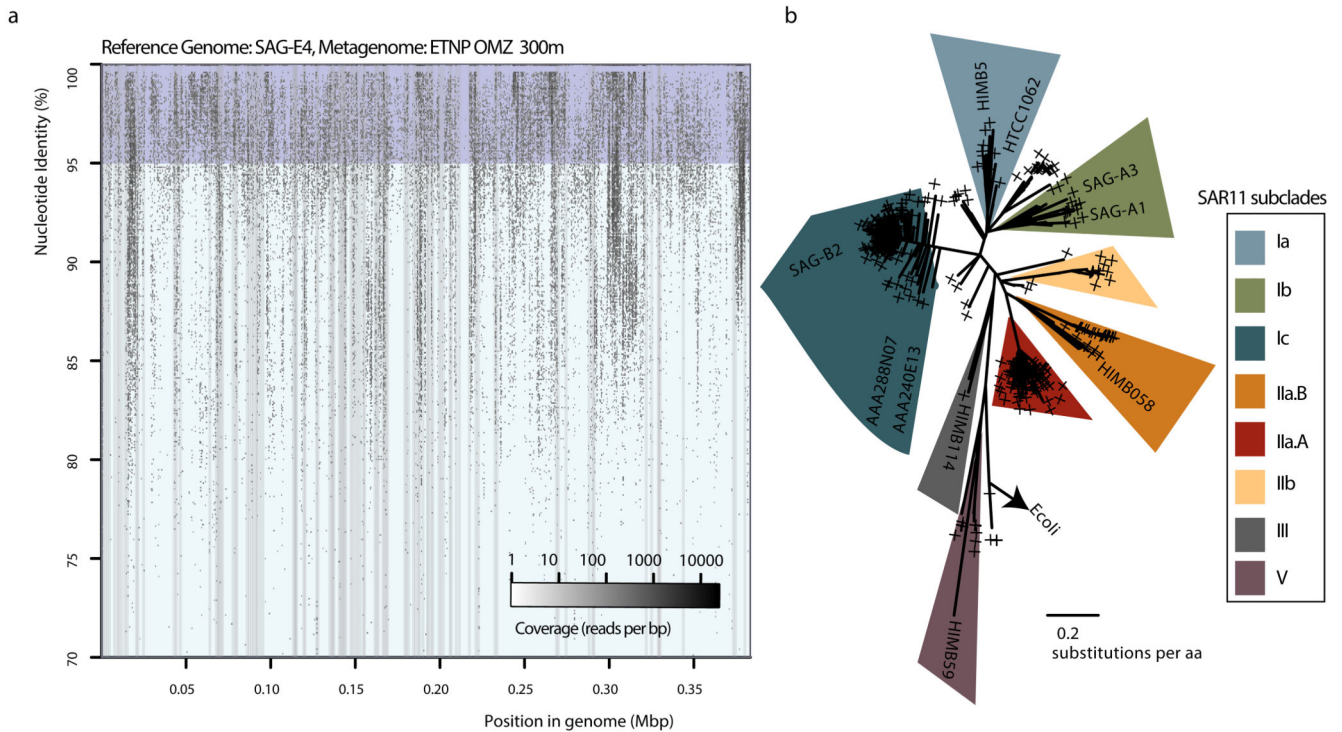 a
Reference Genome: SAG-E4, Metagenome: ETNP OMZ 300m
Nucleotide Identity (%)
100
95
90
85
80
75
70
1 10 100 1000 10000
Coverage (reads per bp)
0.05 0.10 0.15 0.20 0.25 0.30 0.35
Position in genome (Mbp)
b
HIMB5
HTCC1062
SAG-A3
SAG-A1
SAG-B2
AAA288N07
AAA240E13
HIMB058
HIMB114
Ecoli
HIMB59
0.2
substitutions per aa
SAR11 subclades
Ia
Ib
Ic
IIa.B
IIa.A
IIb
III
V